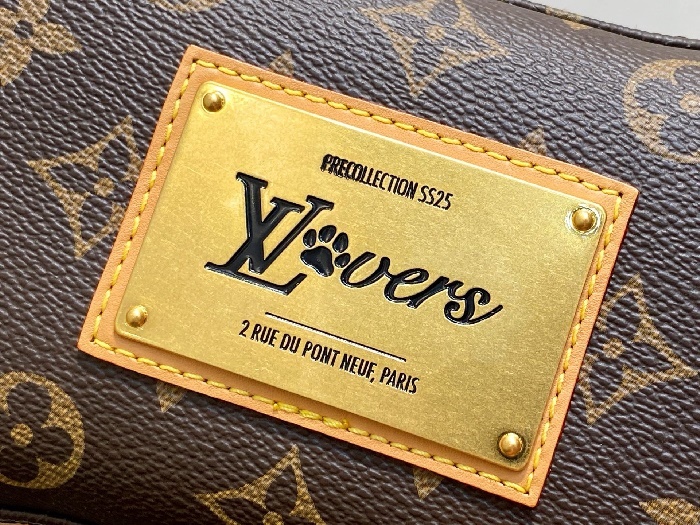 PRECOLLECTION SS25
LVovers
2 RUE DU PONT NEUF, PARIS